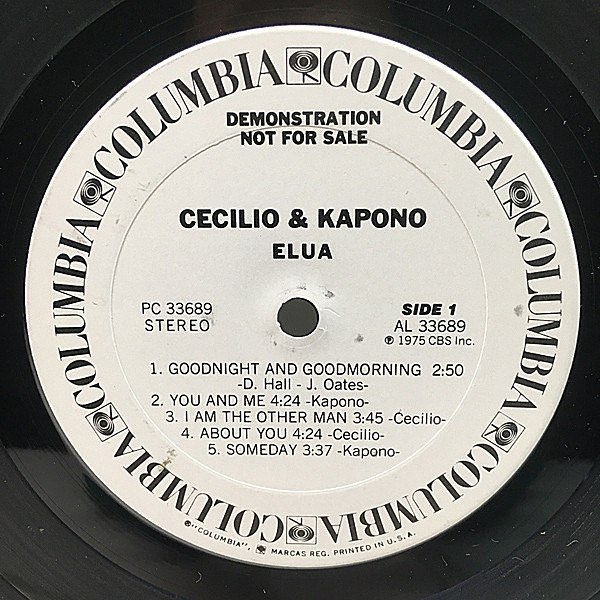 COLUMBIA COLUMBIA COLUMBIA COLUMBIA COLUMBIA COLUMBIA COLUMBIA COLUMBIA
DEMONSTRATION
NOT FOR SALE
CECILIO & KAPONO
ELUA
PC 33689
STEREO
SIDE 1
AL 33689
℗ 1975 CBS Inc.
1. GOODNIGHT AND GOODMORNING 2:50
-D. Hall - J. Oates-
2. YOU AND ME 4:24 -Kapono-
3. I AM THE OTHER MAN 3:45 -Cecilio-
4. ABOUT YOU 4:24 -Cecilio-
5. SOMEDAY 3:37 -Kapono-
®"COLUMBIA", MARCAS REG. PRINTED IN U.S.A.